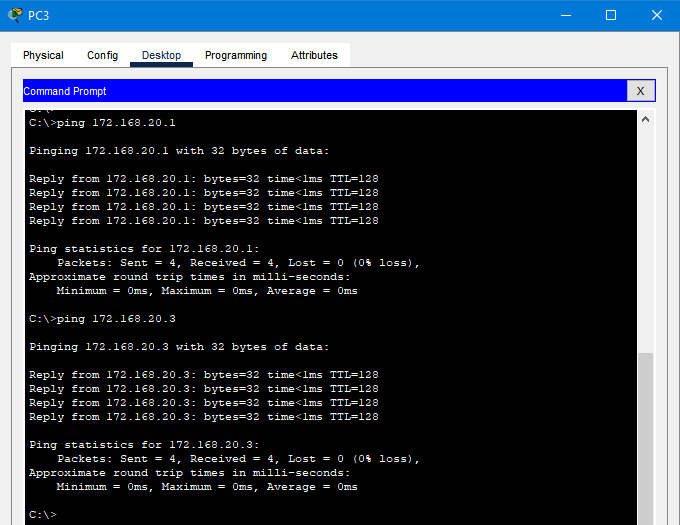 PC3
Physical Config Desktop Programming Attributes
Command Prompt X
C:\>
C:\>ping 172.168.20.1
Pinging 172.168.20.1 with 32 bytes of data:
Reply from 172.168.20.1: bytes=32 time<1ms TTL=128
Reply from 172.168.20.1: bytes=32 time<1ms TTL=128
Reply from 172.168.20.1: bytes=32 time<1ms TTL=128
Reply from 172.168.20.1: bytes=32 time<1ms TTL=128
Ping statistics for 172.168.20.1:
Packets: Sent = 4, Received = 4, Lost = 0 (0% loss),
Approximate round trip times in milli-seconds:
Minimum = 0ms, Maximum = 0ms, Average = 0ms
C:\>ping 172.168.20.3
Pinging 172.168.20.3 with 32 bytes of data:
Reply from 172.168.20.3: bytes=32 time<1ms TTL=128
Reply from 172.168.20.3: bytes=32 time<1ms TTL=128
Reply from 172.168.20.3: bytes=32 time<1ms TTL=128
Reply from 172.168.20.3: bytes=32 time<1ms TTL=128
Ping statistics for 172.168.20.3:
Packets: Sent = 4, Received = 4, Lost = 0 (0% loss),
Approximate round trip times in milli-seconds:
Minimum = 0ms, Maximum = 0ms, Average = 0ms
C:\>